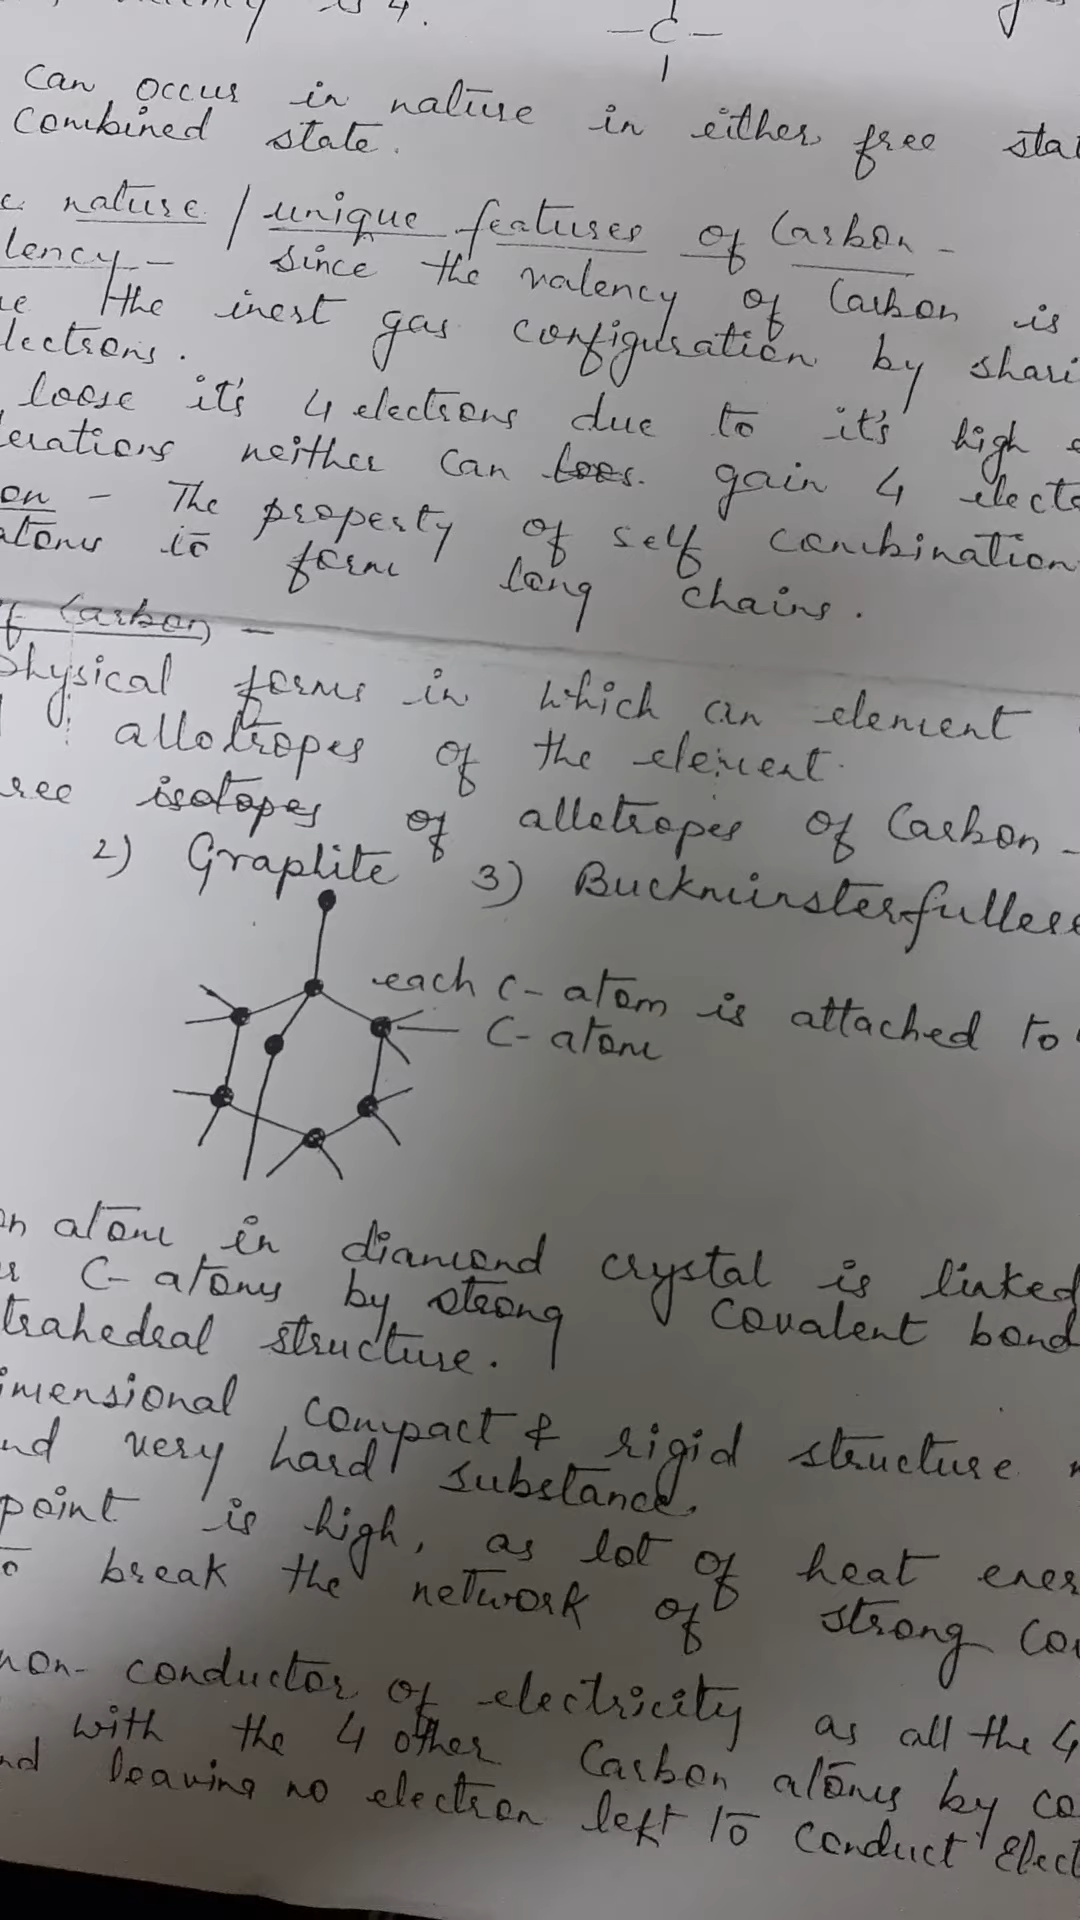 is 4.
-C-
can occur in nature in either free sta
combined state.
nature / unique features of Carbon -
lency - since the valency of Carbon is
the inert gas configuration by shari
lectrons.
loose it's 4 electrons due to it's high e
erations neither can gain 4 elect
on - The property of self combination
atoms to form long chains.
of Carbon -
physical forms in which an element
allotropes of the element.
ree isotopes of allotropes of Carbon -
2) Graphite 3) Buckminsterfullere
each C-atom is attached to
C-atom
on atom in diamond crystal is linked
C-atoms by strong covalent bond
trahedral structure.
imensional compact & rigid structure
nd very hard substance.
point is high, as lot of heat ener
to break the network of strong co
non-conductor of electricity as all the 4
with the 4 other Carbon atoms by co
nd leaving no electron left to conduct Elect